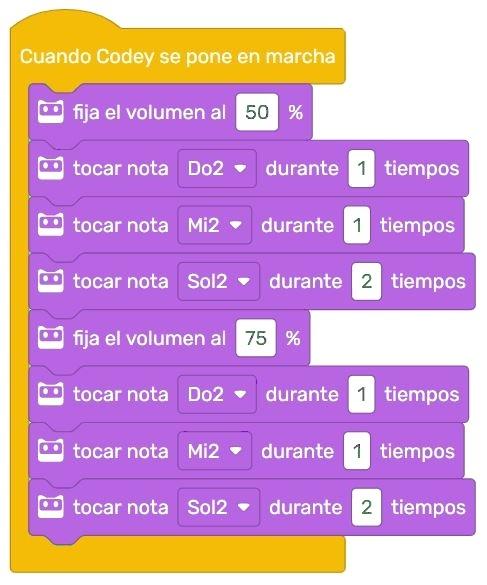 Cuando Codey se pone en marcha
fija el volumen al 50 %
tocar nota Do2 durante 1 tiempos
tocar nota Mi2 durante 1 tiempos
tocar nota Sol2 durante 2 tiempos
fija el volumen al 75 %
tocar nota Do2 durante 1 tiempos
tocar nota Mi2 durante 1 tiempos
tocar nota Sol2 durante 2 tiempos